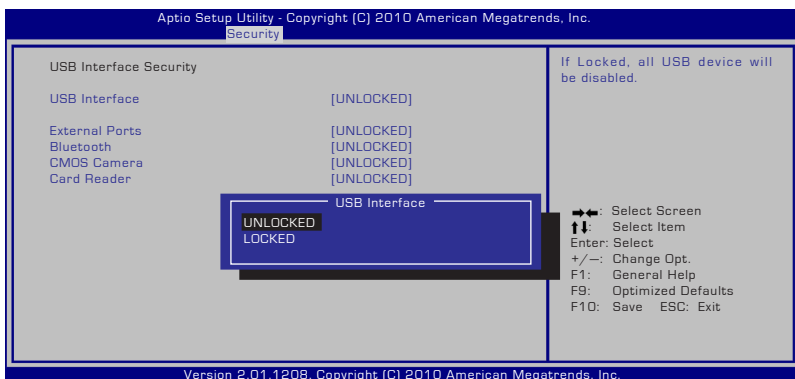 Aptio Setup Utility - Copyright (C) 2010 American Megatrends, Inc.
Security
USB Interface Security
USB Interface [UNLOCKED]
External Ports [UNLOCKED]
Bluetooth [UNLOCKED]
CMOS Camera [UNLOCKED]
Card Reader [UNLOCKED]
USB Interface
UNLOCKED
LOCKED
If Locked, all USB device will
be disabled.
→←: Select Screen
↑↓: Select Item
Enter: Select
+/—: Change Opt.
F1: General Help
F9: Optimized Defaults
F10: Save ESC: Exit
Version 2.01.1208. Copyright (C) 2010 American Megatrends, Inc.